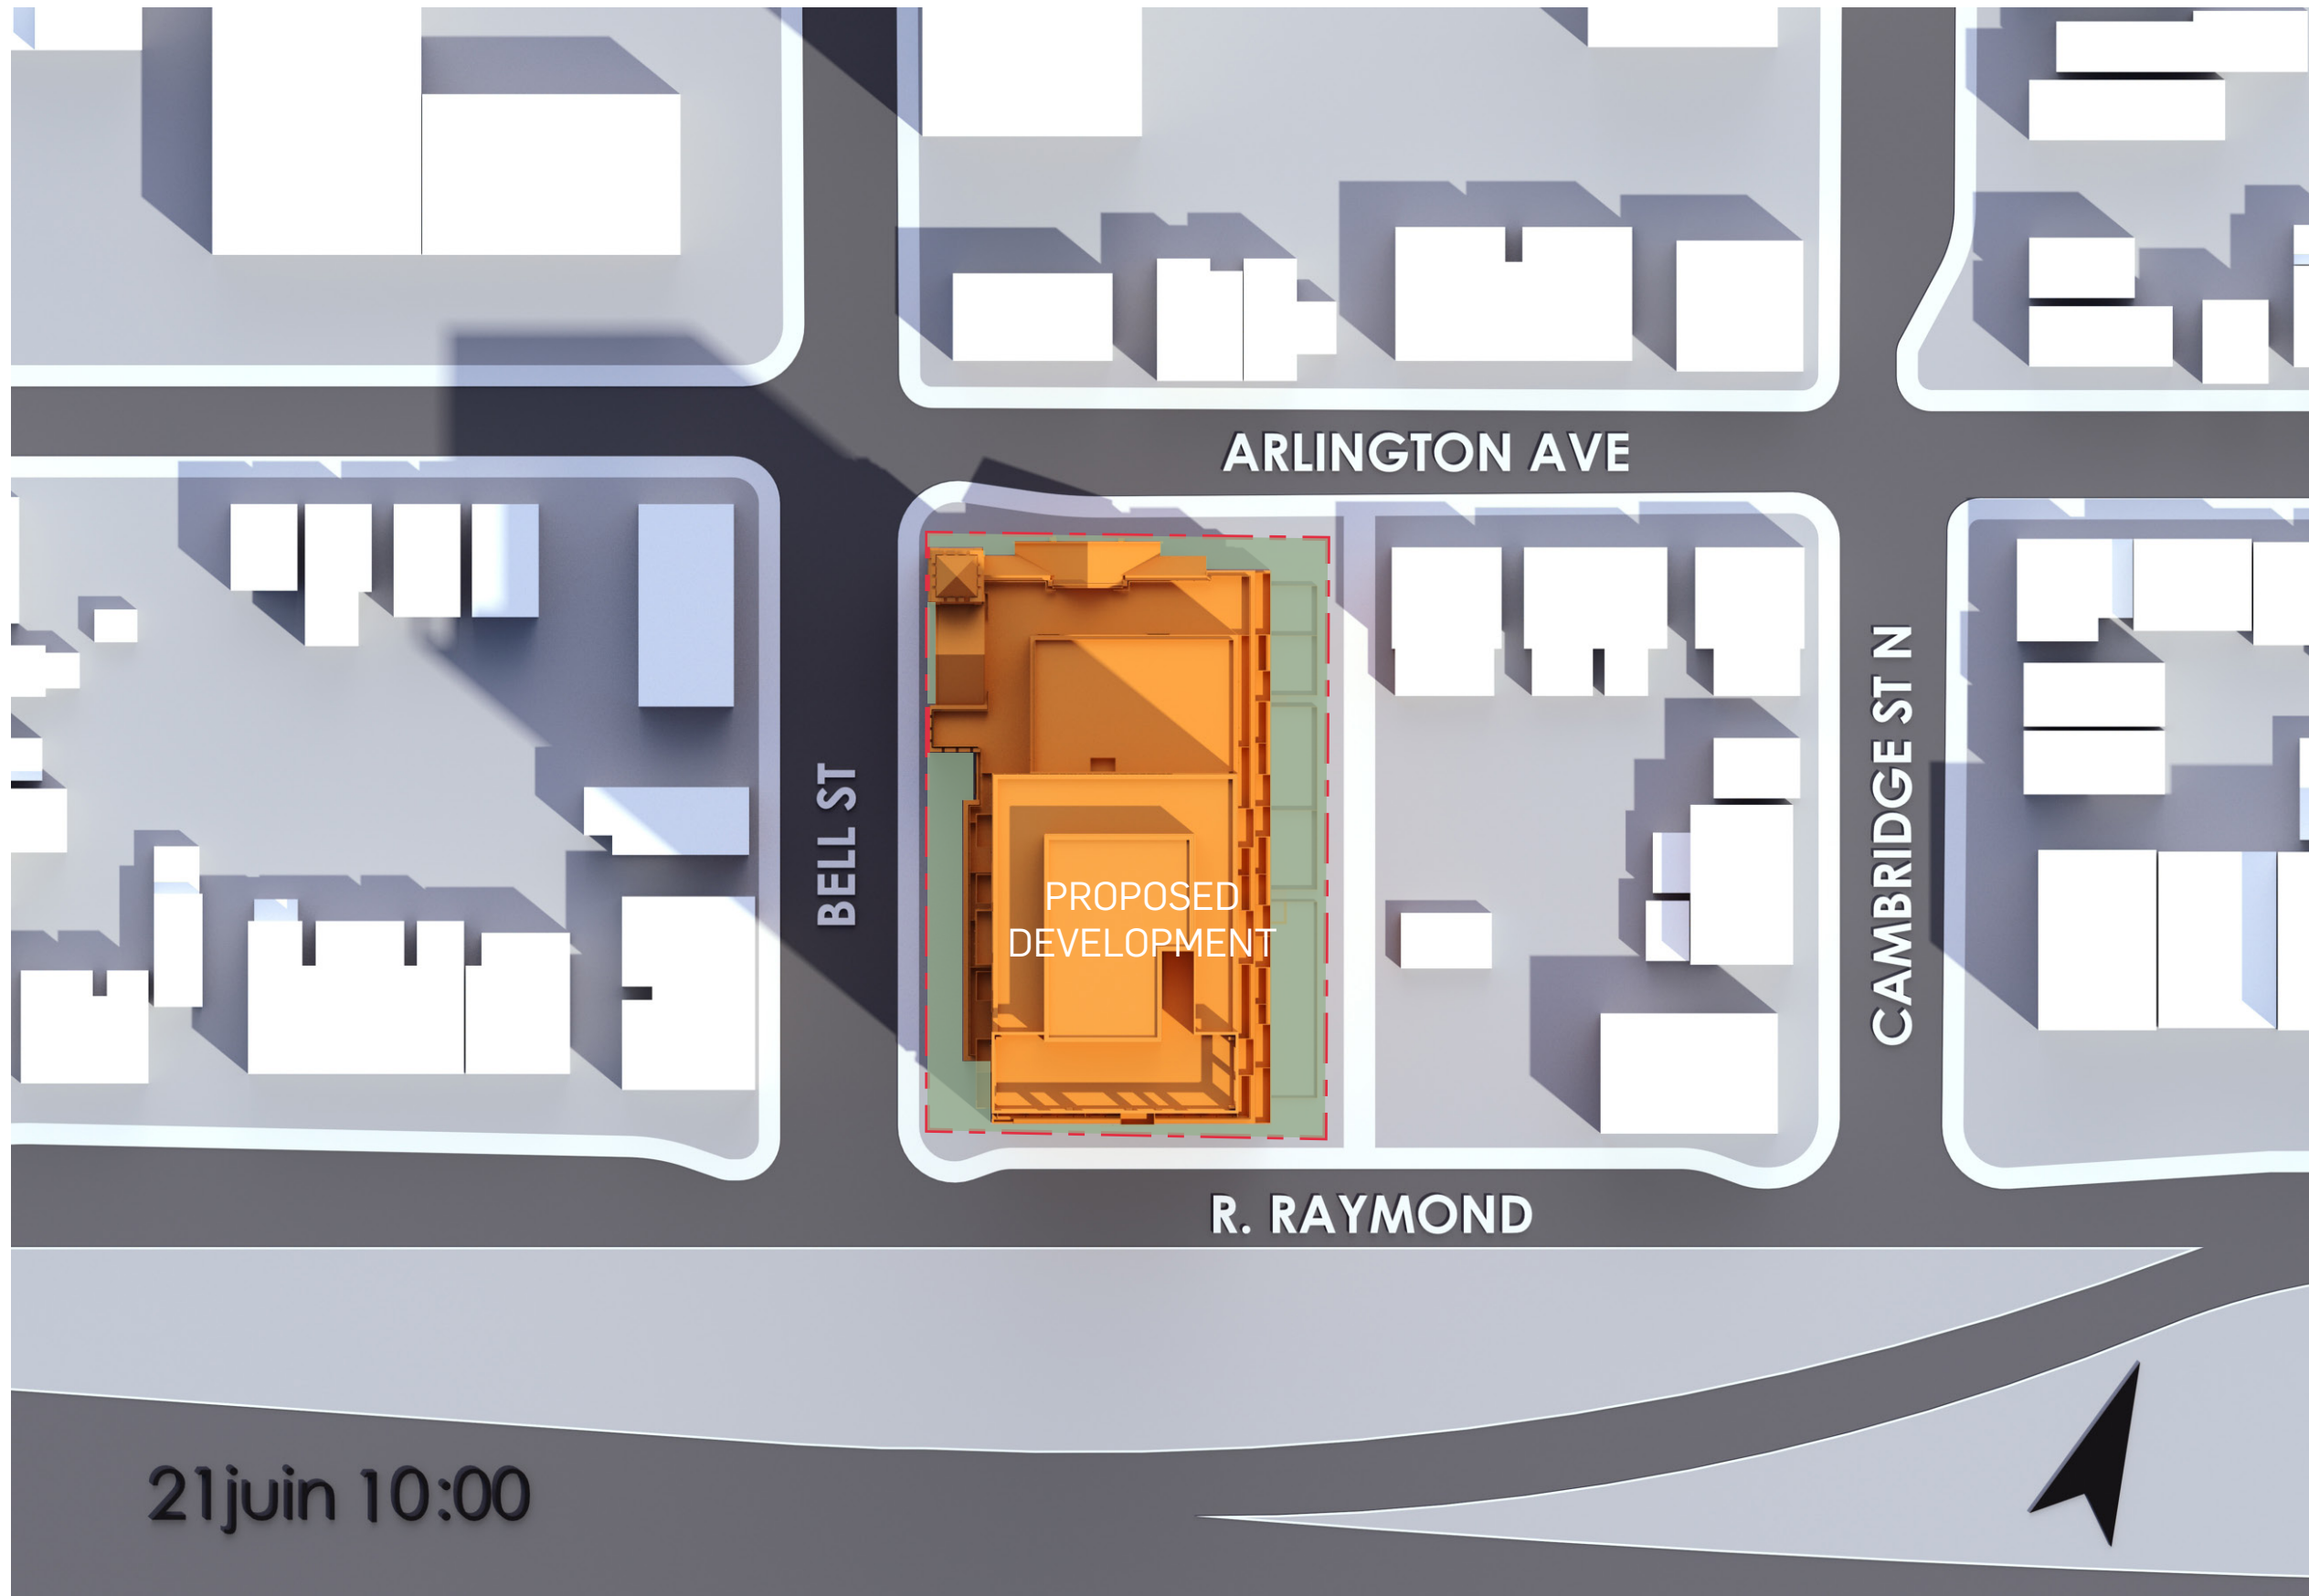 ARLINGTON AVE
BELL ST
PROPOSED
DEVELOPMENT
CAMBRIDGE ST N
R. RAYMOND
21juin 10:00